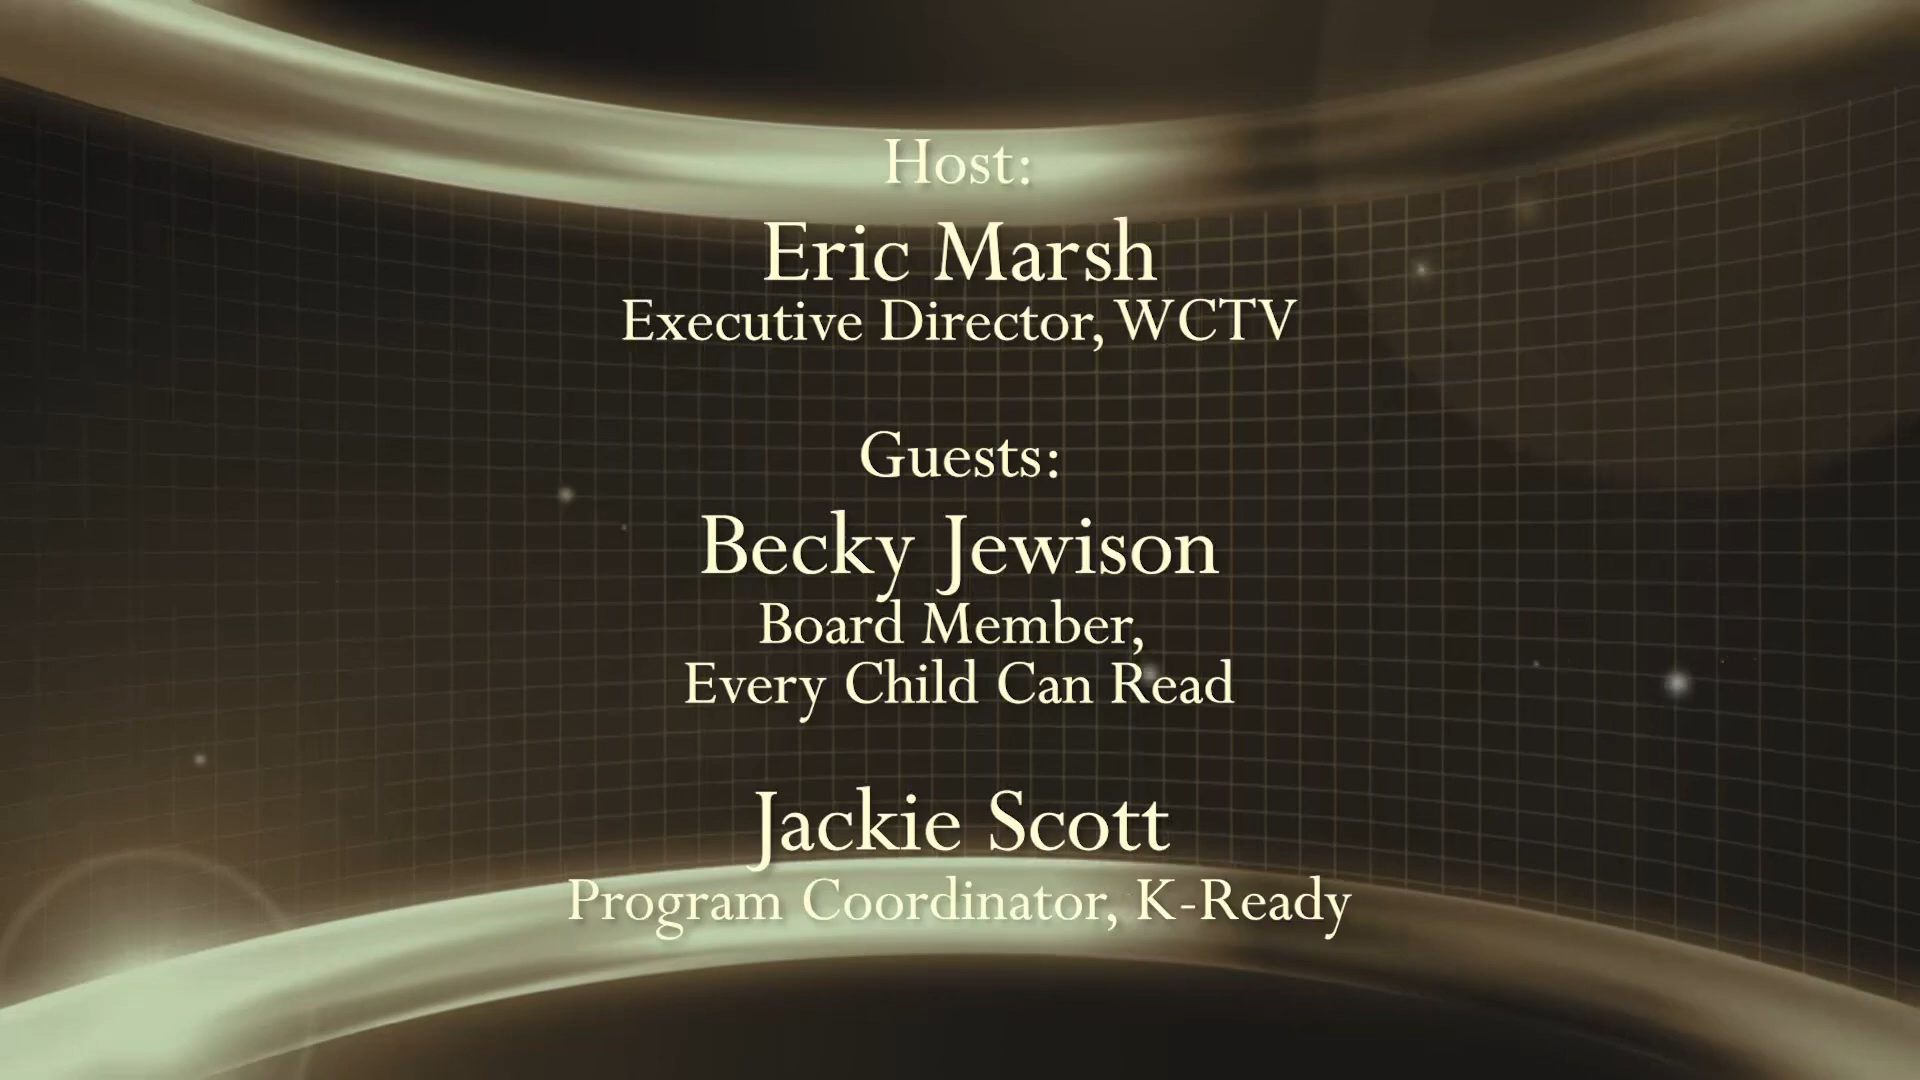 Host:
Eric Marsh
Executive Director, WCTV
Guests:
Becky Jewison
Board Member,
Every Child Can Read
Jackie Scott
Program Coordinator, K-Ready